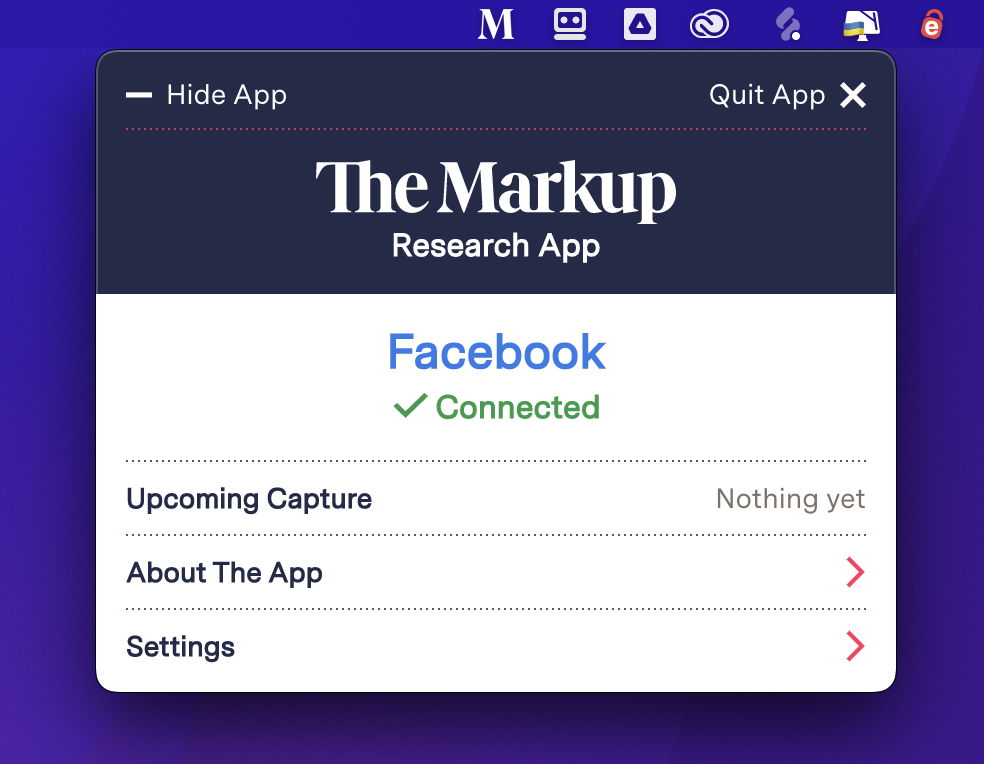 M
e
Hide App
Quit App
The Markup
Research App
Facebook
Connected
Upcoming Capture
Nothing yet
About The App
Settings